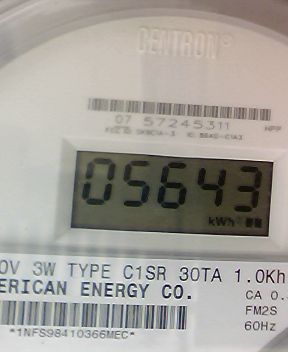 CENTRON®
07 57245311
05643
kWh
0V 3W TYPE C1SR 30TA 1.0Kh
ERICAN ENERGY CO.
CA 0.
FM2S
60Hz
*1NFS98410366MEC*